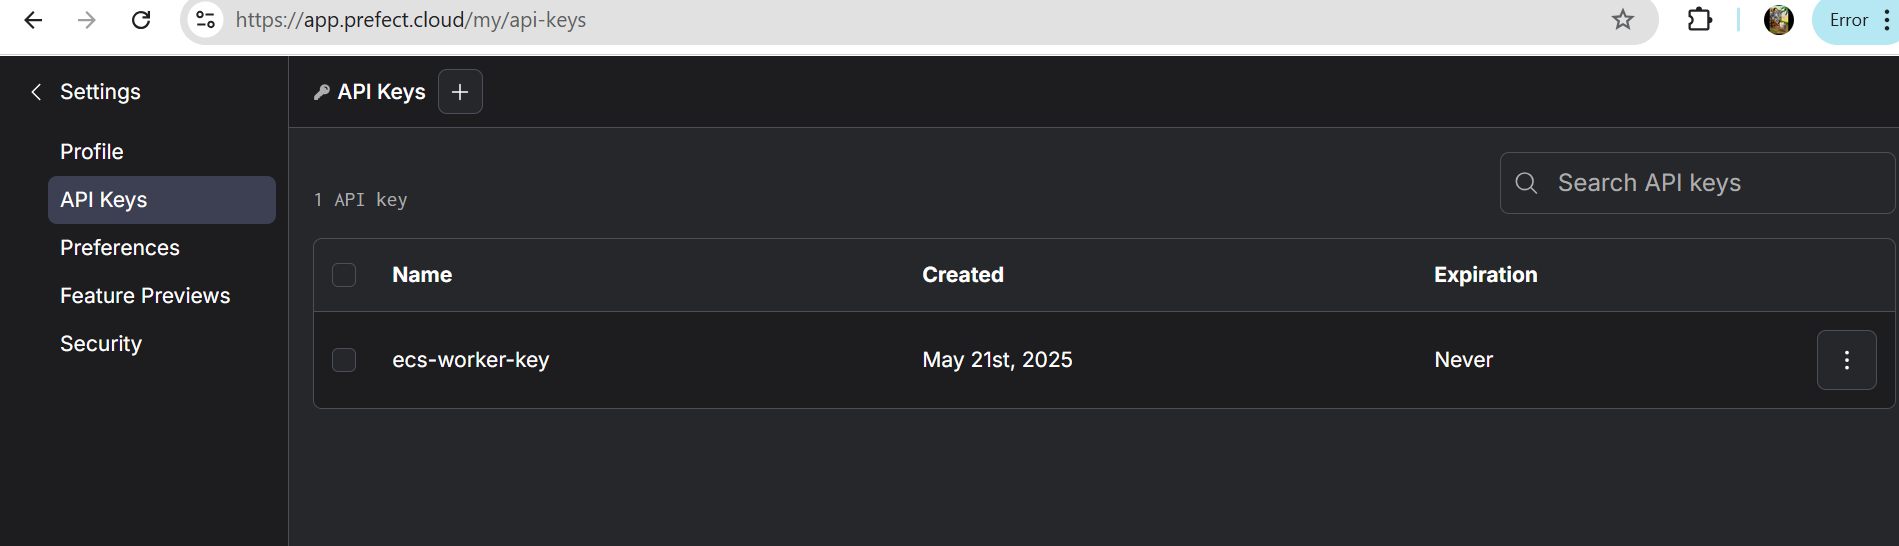 https://app.prefect.cloud/my/api-keys
Error
Settings
Profile
API Keys
Preferences
Feature Previews
Security
API Keys
1 API key
Search API keys
Name Created Expiration
ecs-worker-key May 21st, 2025 Never